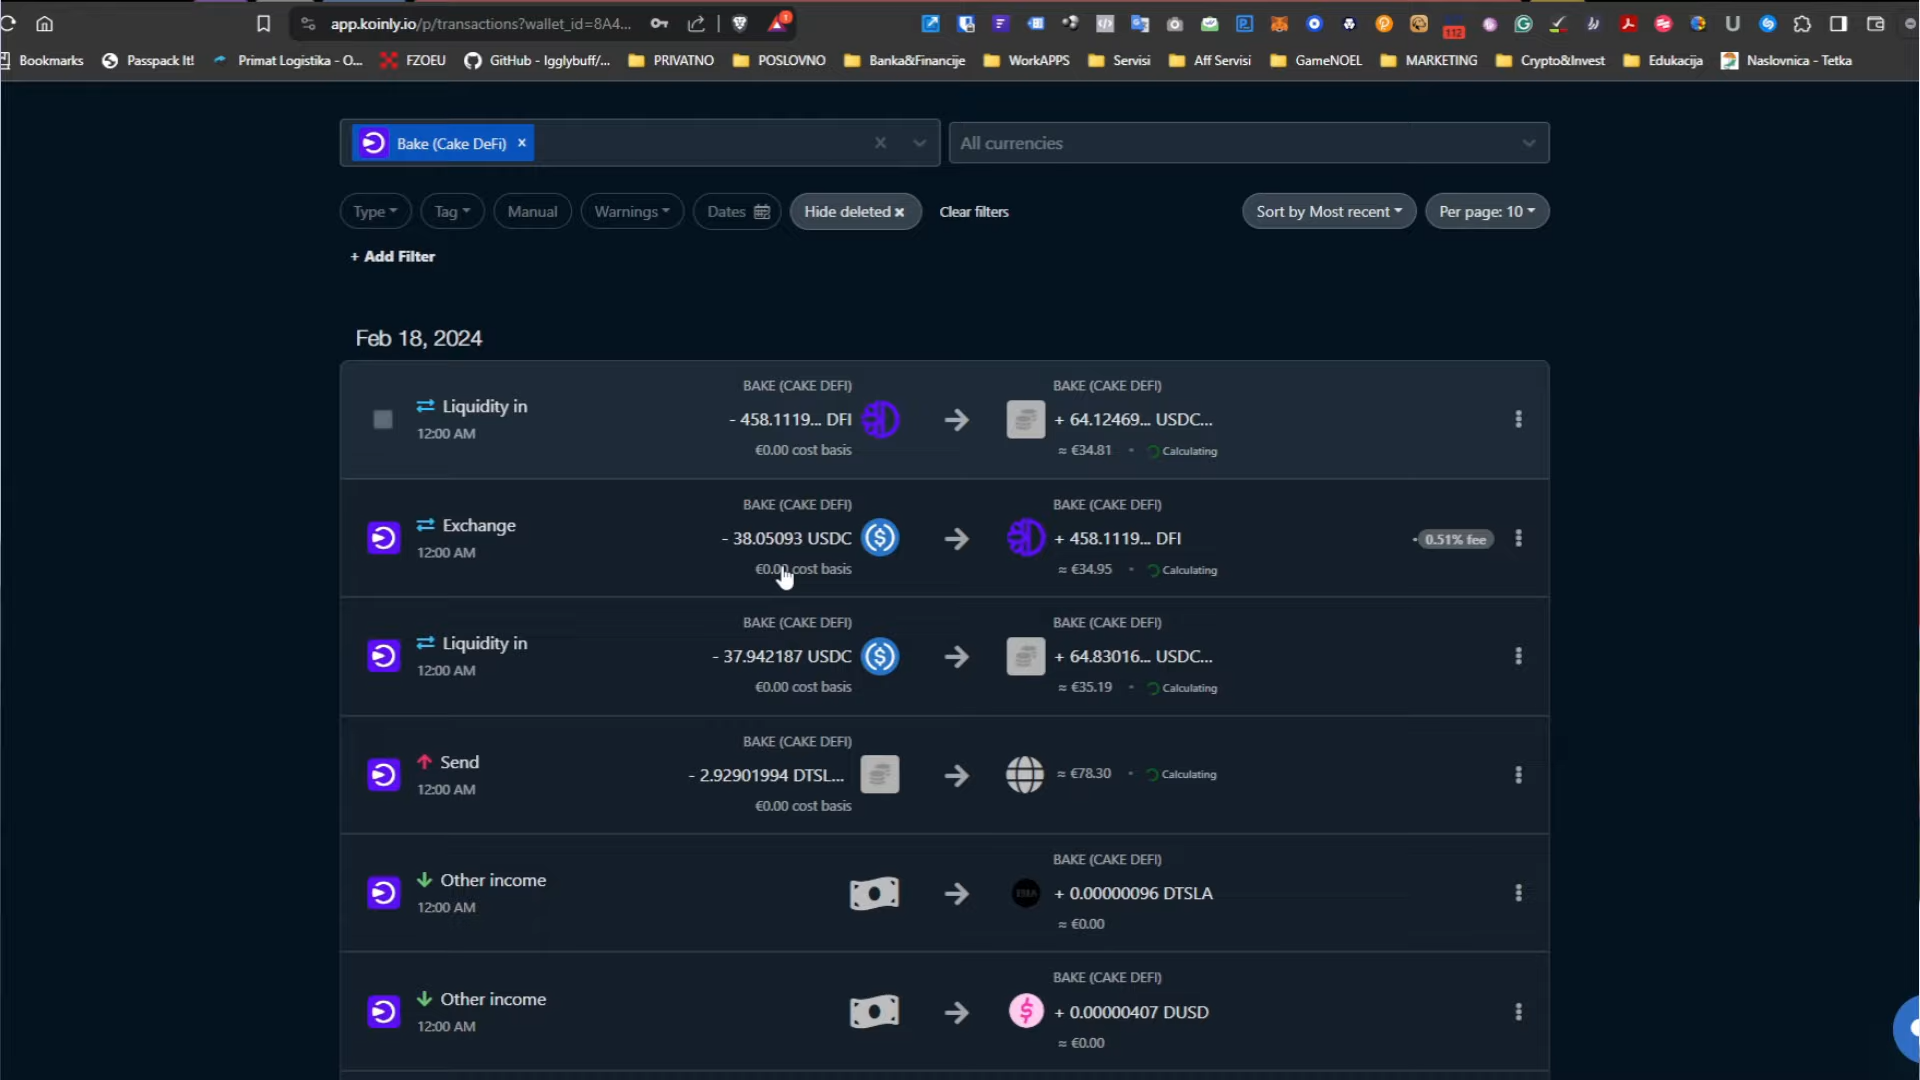 app.koinly.io/p/transactions?wallet_id=8A4...
1
112
Bookmarks Passpack It! Primat Logistika - O... FZOEU GitHub - Igglybuff/... PRIVATNO POSLOVNO Banka&Financije WorkAPPS Servisi Aff Servisi GameNOEL MARKETING Crypto&Invest Edukacija Naslovnica - Tetka
Bake (Cake DeFi) ×
All currencies
Type Tag Manual Warnings Dates Hide deleted × Clear filters Sort by Most recent Per page: 10
+ Add Filter
Feb 18, 2024
Liquidity in
12:00 AM
BAKE (CAKE DEFI)
- 458.1119... DFI
€0.00 cost basis
BAKE (CAKE DEFI)
+ 64.12469... USDC...
≈ €34.81 • Calculating
Exchange
12:00 AM
BAKE (CAKE DEFI)
- 38.05093 USDC
€0.00 cost basis
BAKE (CAKE DEFI)
+ 458.1119... DFI
≈ €34.95 • Calculating
0.51% fee
Liquidity in
12:00 AM
BAKE (CAKE DEFI)
- 37.942187 USDC
€0.00 cost basis
BAKE (CAKE DEFI)
+ 64.83016... USDC...
≈ €35.19 • Calculating
Send
12:00 AM
BAKE (CAKE DEFI)
- 2.92901994 DTSL...
€0.00 cost basis
≈ €78.30 • Calculating
Other income
12:00 AM
BAKE (CAKE DEFI)
+ 0.00000096 DTSLA
≈ €0.00
Other income
12:00 AM
BAKE (CAKE DEFI)
+ 0.00000407 DUSD
≈ €0.00